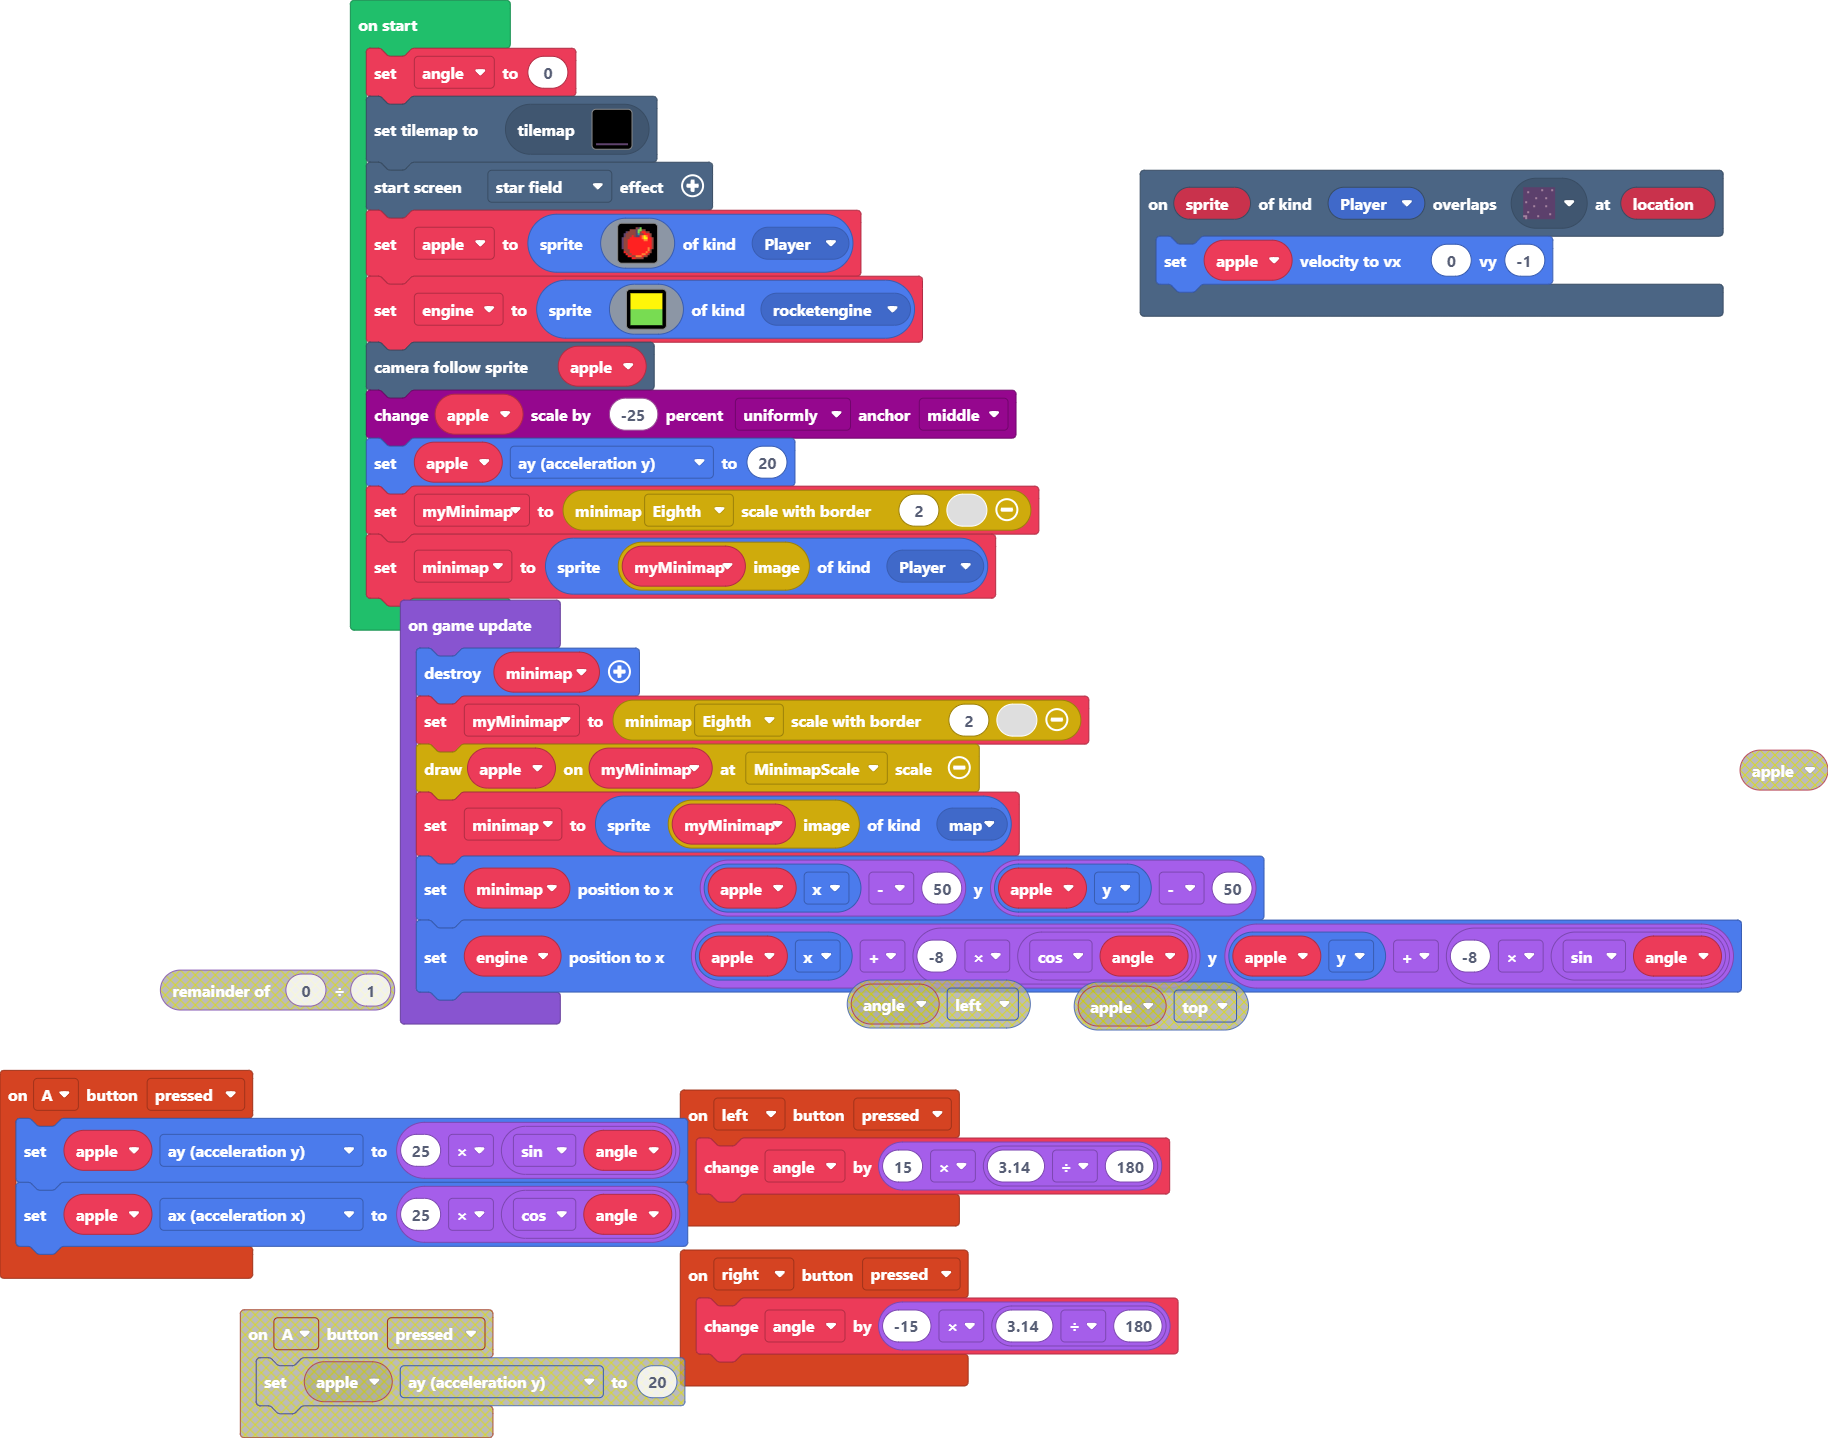 on start
set angle to 0
set tilemap to tilemap
start screen star field effect
set apple to sprite of kind Player
set engine to sprite of kind rocketengine
camera follow sprite apple
change apple scale by -25 percent uniformly anchor middle
set apple ay (acceleration y) to 20
set myMinimap to minimap Eighth scale with border 2
set minimap to sprite myMinimap image of kind Player
on sprite of kind Player overlaps at location
set apple velocity to vx 0 vy -1
on game update
destroy minimap
set myMinimap to minimap Eighth scale with border 2
draw apple on myMinimap at MinimapScale scale
set minimap to sprite myMinimap image of kind map
set minimap position to x apple x - 50 y apple y - 50
set engine position to x apple x + -8 × cos angle y apple y + -8 × sin angle
apple
remainder of 0 ÷ 1
angle left
apple top
on A button pressed
set apple ay (acceleration y) to 25 × sin angle
set apple ax (acceleration x) to 25 × cos angle
on left button pressed
change angle by 15 × 3.14 ÷ 180
on right button pressed
change angle by -15 × 3.14 ÷ 180
on A button pressed
set apple ay (acceleration y) to 20